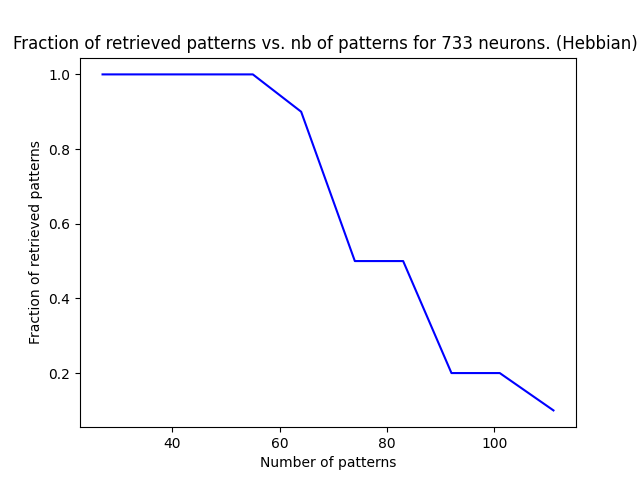 Fraction of retrieved patterns vs. nb of patterns for 733 neurons. (Hebbian)
1.0
0.8
0.6
0.4
0.2
Fraction of retrieved patterns
40 60 80 100
Number of patterns